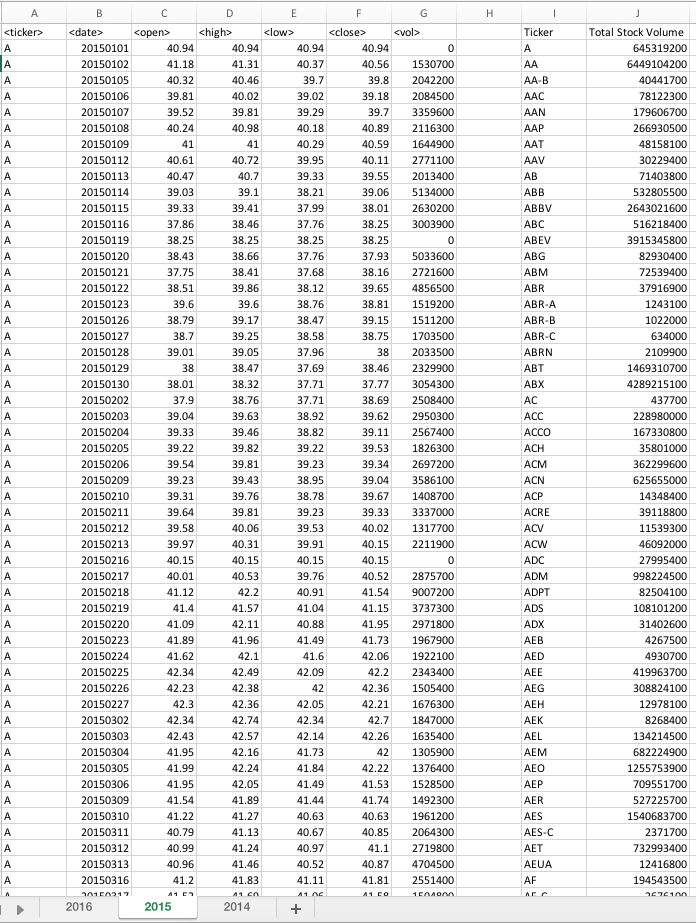 A B C D E F G H I J
<ticker> <date> <open> <high> <low> <close> <vol> Ticker Total Stock Volume
A 20150101 40.94 40.94 40.94 40.94 0 A 645319200
A 20150102 41.18 41.31 40.37 40.56 1530700 AA 6449104200
A 20150105 40.32 40.46 39.7 39.8 2042200 AA-B 40441700
A 20150106 39.81 40.02 39.02 39.18 2084500 AAC 78122300
A 20150107 39.52 39.81 39.29 39.7 3359600 AAN 179606700
A 20150108 40.24 40.98 40.18 40.89 2116300 AAP 266930500
A 20150109 41 41 40.29 40.59 1644900 AAT 48158100
A 20150112 40.61 40.72 39.95 40.11 2771100 AAV 30229400
A 20150113 40.47 40.7 39.33 39.55 2013400 AB 71403800
A 20150114 39.03 39.1 38.21 39.06 5134000 ABB 532805500
A 20150115 39.33 39.41 37.99 38.01 2630200 ABBV 2643021600
A 20150116 37.86 38.46 37.76 38.25 3003900 ABC 516218400
A 20150119 38.25 38.25 38.25 38.25 0 ABEV 3915345800
A 20150120 38.43 38.66 37.76 37.93 5033600 ABG 82930400
A 20150121 37.75 38.41 37.68 38.16 2721600 ABM 72539400
A 20150122 38.51 39.86 38.12 39.65 4856500 ABR 37916900
A 20150123 39.6 39.6 38.76 38.81 1519200 ABR-A 1243100
A 20150126 38.79 39.17 38.47 39.15 1511200 ABR-B 1022000
A 20150127 38.7 39.25 38.58 38.75 1703500 ABR-C 634000
A 20150128 39.01 39.05 37.96 38 2033500 ABRN 2109900
A 20150129 38 38.47 37.69 38.46 2329900 ABT 1469310700
A 20150130 38.01 38.32 37.71 37.77 3054300 ABX 4289215100
A 20150202 37.9 38.76 37.71 38.69 2508400 AC 437700
A 20150203 39.04 39.63 38.92 39.62 2950300 ACC 228980000
A 20150204 39.33 39.46 38.82 39.11 2567400 ACCO 167330800
A 20150205 39.22 39.82 39.22 39.53 1826300 ACH 35801000
A 20150206 39.54 39.81 39.23 39.34 2697200 ACM 362299600
A 20150209 39.23 39.43 38.95 39.04 3586100 ACN 625655000
A 20150210 39.31 39.76 38.78 39.67 1408700 ACP 14348400
A 20150211 39.64 39.81 39.23 39.33 3337000 ACRE 39118800
A 20150212 39.58 40.06 39.53 40.02 1317700 ACV 11539300
A 20150213 39.97 40.31 39.91 40.15 2211900 ACW 46092000
A 20150216 40.15 40.15 40.15 40.15 0 ADC 27995400
A 20150217 40.01 40.53 39.76 40.52 2875700 ADM 998224500
A 20150218 41.12 42.2 40.91 41.54 9007200 ADPT 82504100
A 20150219 41.4 41.57 41.04 41.15 3737300 ADS 108101200
A 20150220 41.09 42.11 40.88 41.95 2971800 ADX 31402600
A 20150223 41.89 41.96 41.49 41.73 1967900 AEB 4267500
A 20150224 41.62 42.1 41.6 42.06 1922100 AED 4930700
A 20150225 42.34 42.49 42.09 42.2 2343400 AEE 419963700
A 20150226 42.23 42.38 42 42.36 1505400 AEG 308824100
A 20150227 42.3 42.36 42.05 42.21 1676300 AEH 12978100
A 20150302 42.34 42.74 42.34 42.7 1847000 AEK 8268400
A 20150303 42.43 42.57 42.14 42.26 1635400 AEL 134214500
A 20150304 41.95 42.16 41.73 42 1305900 AEM 682224900
A 20150305 41.99 42.24 41.84 42.22 1376400 AEO 1255753900
A 20150306 41.95 42.05 41.49 41.53 1528500 AEP 709551700
A 20150309 41.54 41.89 41.44 41.74 1492300 AER 527225700
A 20150310 41.22 41.27 40.63 40.63 1961200 AES 1540683700
A 20150311 40.79 41.13 40.67 40.85 2064300 AES-C 2371700
A 20150312 40.99 41.24 40.97 41.1 2719800 AET 732993400
A 20150313 40.96 41.46 40.52 40.87 4704500 AEUA 12416800
A 20150316 41.2 41.83 41.11 41.81 2551400 AF 194543500
2016 2015 2014